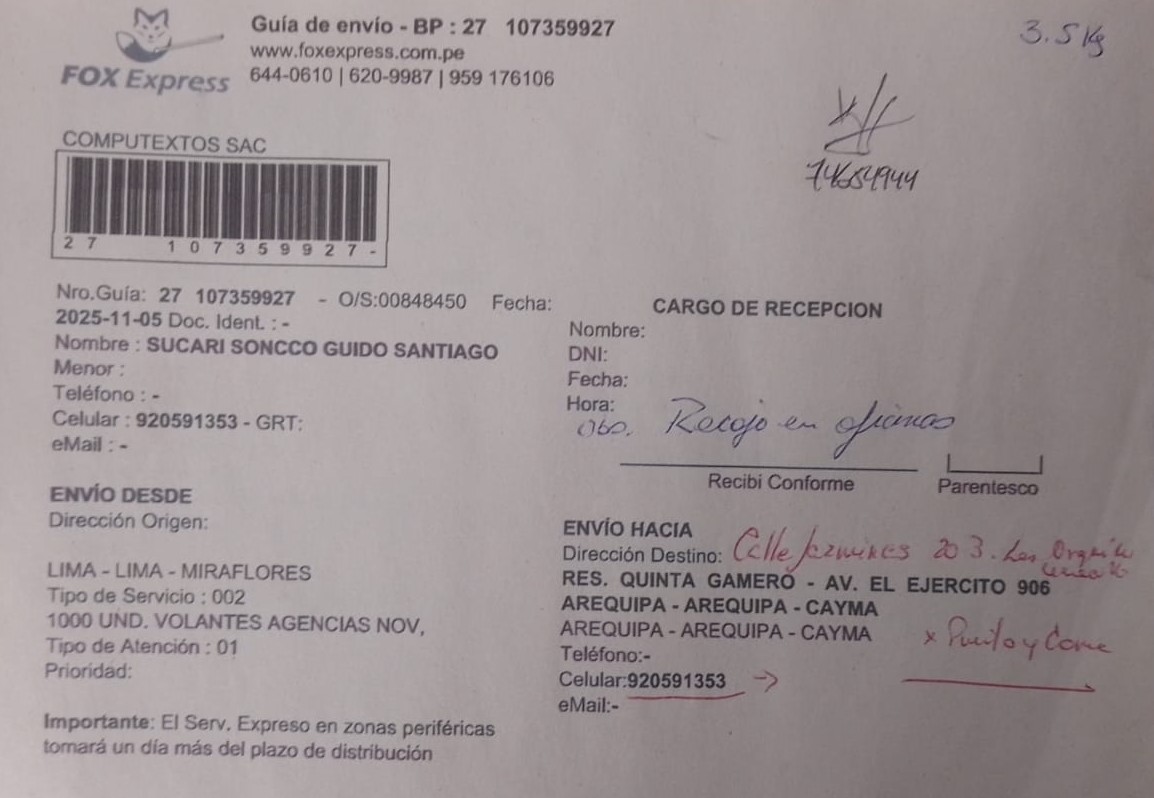 FOX Express
Guía de envío - BP : 27 107359927
www.foxexpress.com.pe
644-0610 | 620-9987 | 959 176106
3.5 Kg
74654944
COMPUTEXTOS SAC
27 107359927-
Nro.Guía: 27 107359927 - O/S:00848450 Fecha:
2025-11-05 Doc. Ident. : -
Nombre : SUCARI SONCCO GUIDO SANTIAGO
Menor :
Teléfono : -
Celular : 920591353 - GRT:
eMail : -
ENVÍO DESDE
Dirección Origen:
LIMA - LIMA - MIRAFLORES
Tipo de Servicio : 002
1000 UND. VOLANTES AGENCIAS NOV,
Tipo de Atención : 01
Prioridad:
Importante: El Serv. Expreso en zonas periféricas
tomará un día más del plazo de distribución
CARGO DE RECEPCION
Nombre:
DNI:
Fecha:
Hora:
Obs. Recojo en oficinas
Recibi Conforme
Parentesco
ENVÍO HACIA
Dirección Destino: Calle Jazmines 203. Las
RES. QUINTA GAMERO - AV. EL EJERCITO 906
AREQUIPA - AREQUIPA - CAYMA
AREQUIPA - AREQUIPA - CAYMA
Teléfono:-
Celular:920591353
eMail:-